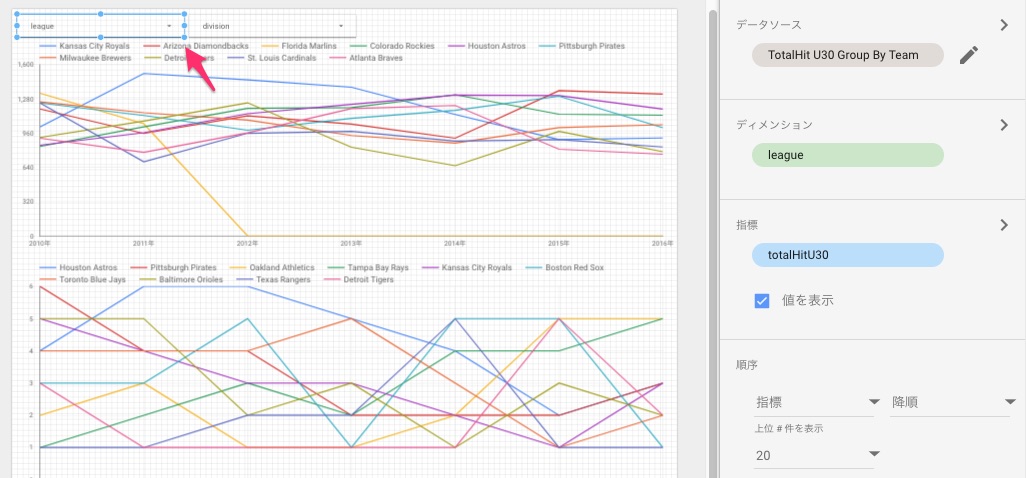 league division
Kansas City Royals Arizona Diamondbacks Florida Marlins Colorado Rockies Houston Astros Pittsburgh Pirates
Milwaukee Brewers St. Louis Cardinals Atlanta Braves
1,600
1,280
960
640
320
0
2010年 2011年 2012年 2013年 2014年 2015年 2016年
Houston Astros Pittsburgh Pirates Oakland Athletics Tampa Bay Rays Kansas City Royals Boston Red Sox
Toronto Blue Jays Baltimore Orioles Texas Rangers Detroit Tigers
6
5
4
3
2
1
データソース
TotalHit U30 Group By Team
ディメンション
league
指標
totalHitU30
値を表示
順序
指標 降順
上位 # 件を表示
20